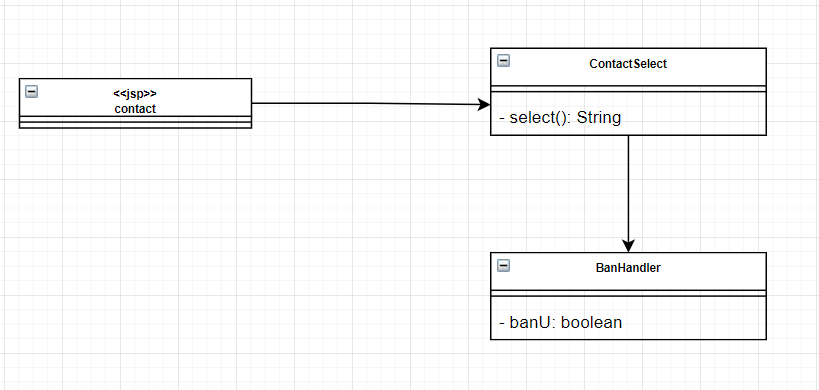 <<jsp>>
contact
ContactSelect
- select(): String
BanHandler
- banU: boolean